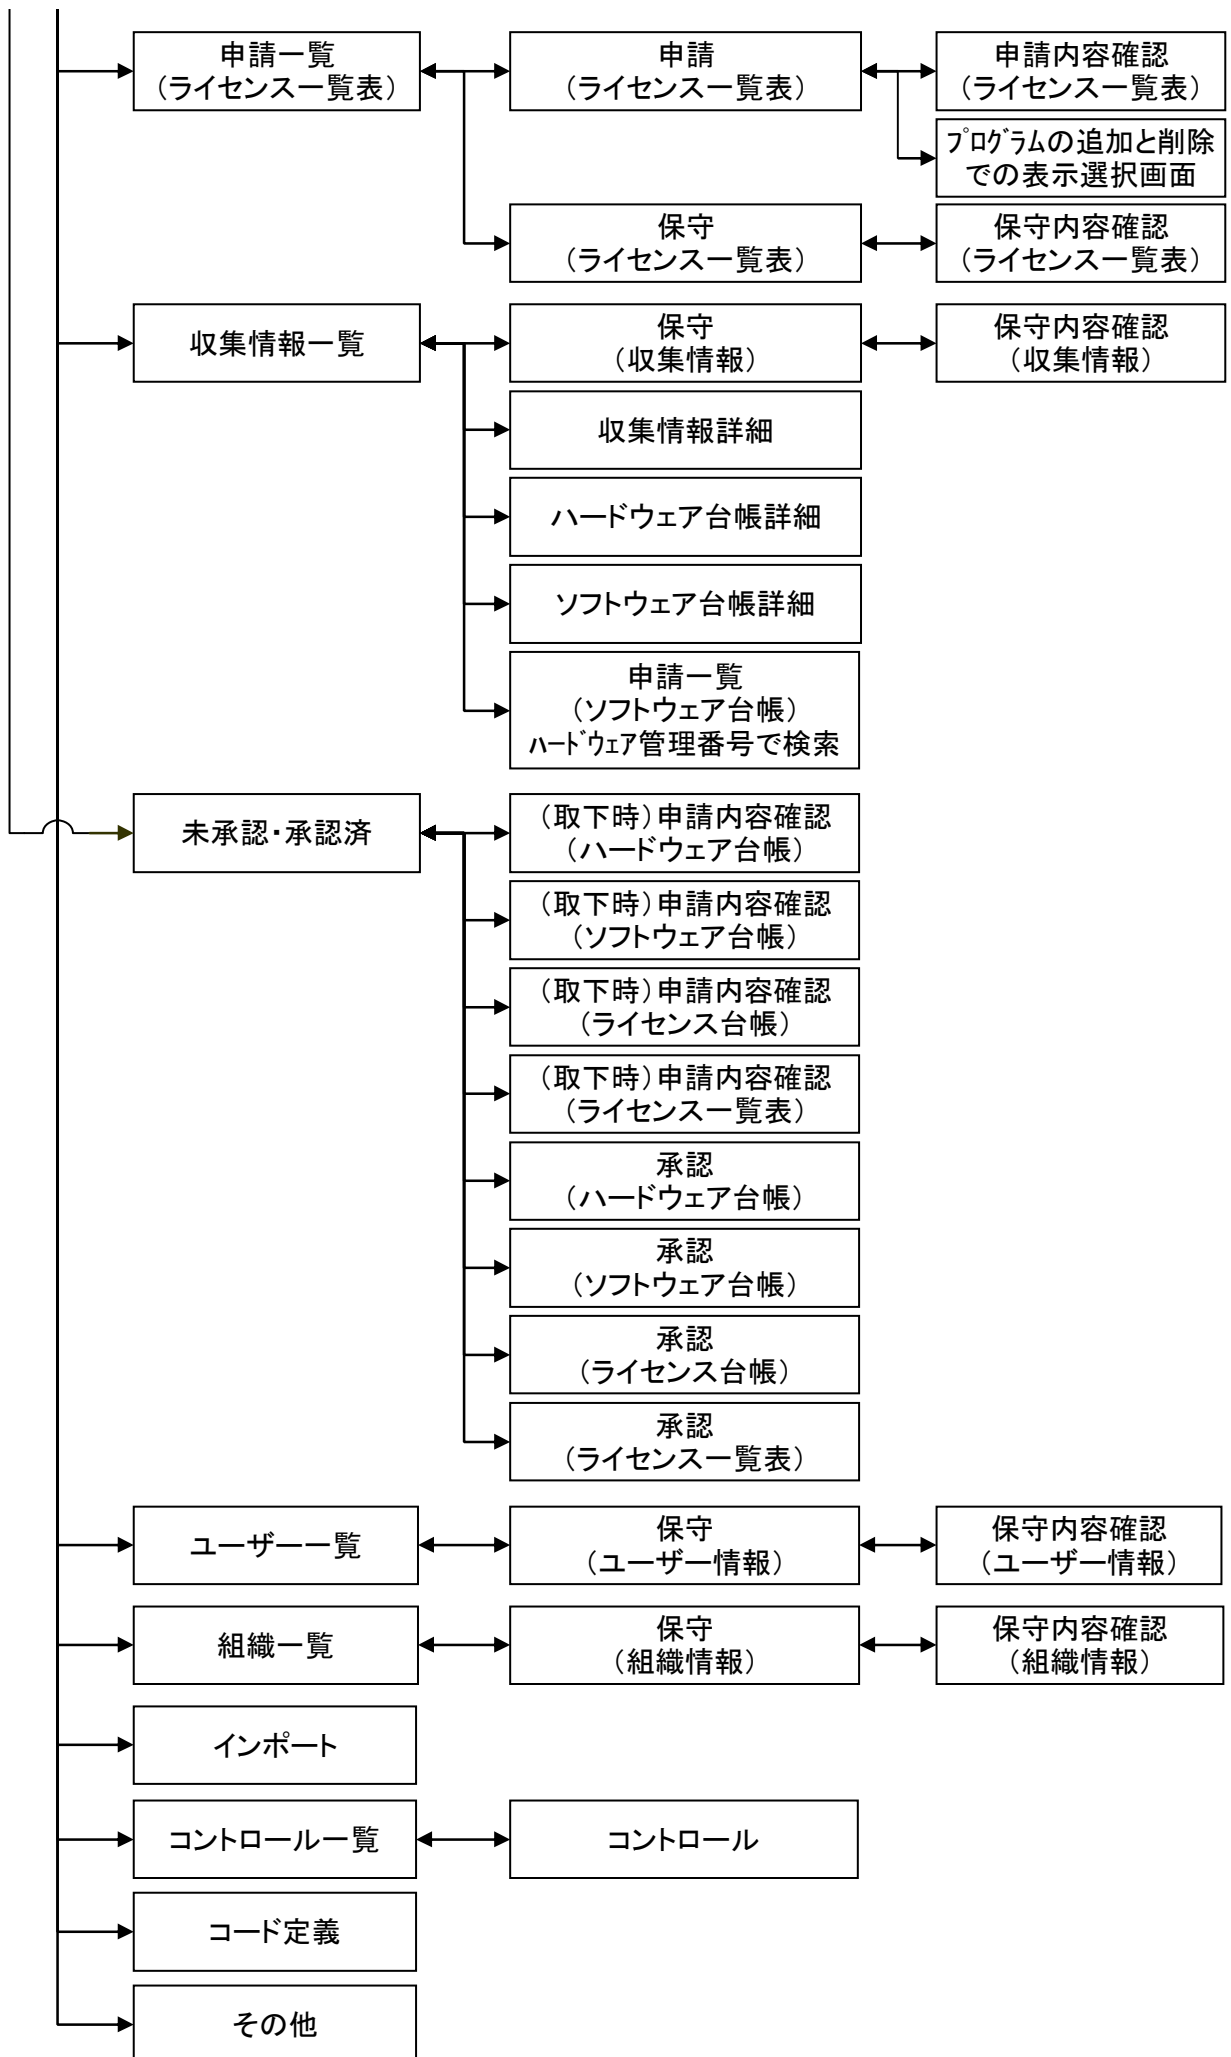 申請一覧
（ライセンス一覧表）
申請
（ライセンス一覧表）
申請内容確認
（ライセンス一覧表）
ﾌﾟﾛｸﾞﾗﾑの追加と削除
での表示選択画面
保守
（ライセンス一覧表）
保守内容確認
（ライセンス一覧表）
収集情報一覧
保守
（収集情報）
保守内容確認
（収集情報）
収集情報詳細
ハードウェア台帳詳細
ソフトウェア台帳詳細
申請一覧
（ソフトウェア台帳）
ﾊｰﾄﾞｳｪｱ管理番号で検索
未承認・承認済
（取下時）申請内容確認
（ハードウェア台帳）
（取下時）申請内容確認
（ソフトウェア台帳）
（取下時）申請内容確認
（ライセンス台帳）
（取下時）申請内容確認
（ライセンス一覧表）
承認
（ハードウェア台帳）
承認
（ソフトウェア台帳）
承認
（ライセンス台帳）
承認
（ライセンス一覧表）
ユーザー一覧
保守
（ユーザー情報）
保守内容確認
（ユーザー情報）
組織一覧
保守
（組織情報）
保守内容確認
（組織情報）
インポート
コントロール一覧
コントロール
コード定義
その他